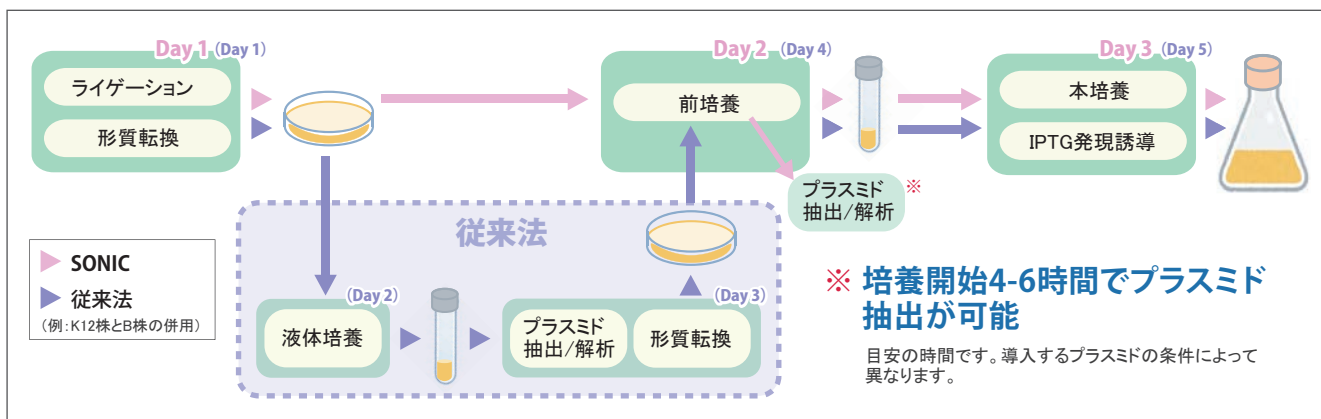 Day 1 (Day 1)
ライゲーション
形質転換
Day 2 (Day 4)
前培養
プラスミド
抽出/解析
※
Day 3 (Day 5)
本培養
IPTG発現誘導
従来法
(Day 2)
液体培養
(Day 3)
プラスミド
抽出/解析
形質転換
SONIC
従来法
(例:K12株とB株の併用)
※ 培養開始4-6時間でプラスミド
抽出が可能
目安の時間です。導入するプラスミドの条件によって
異なります。